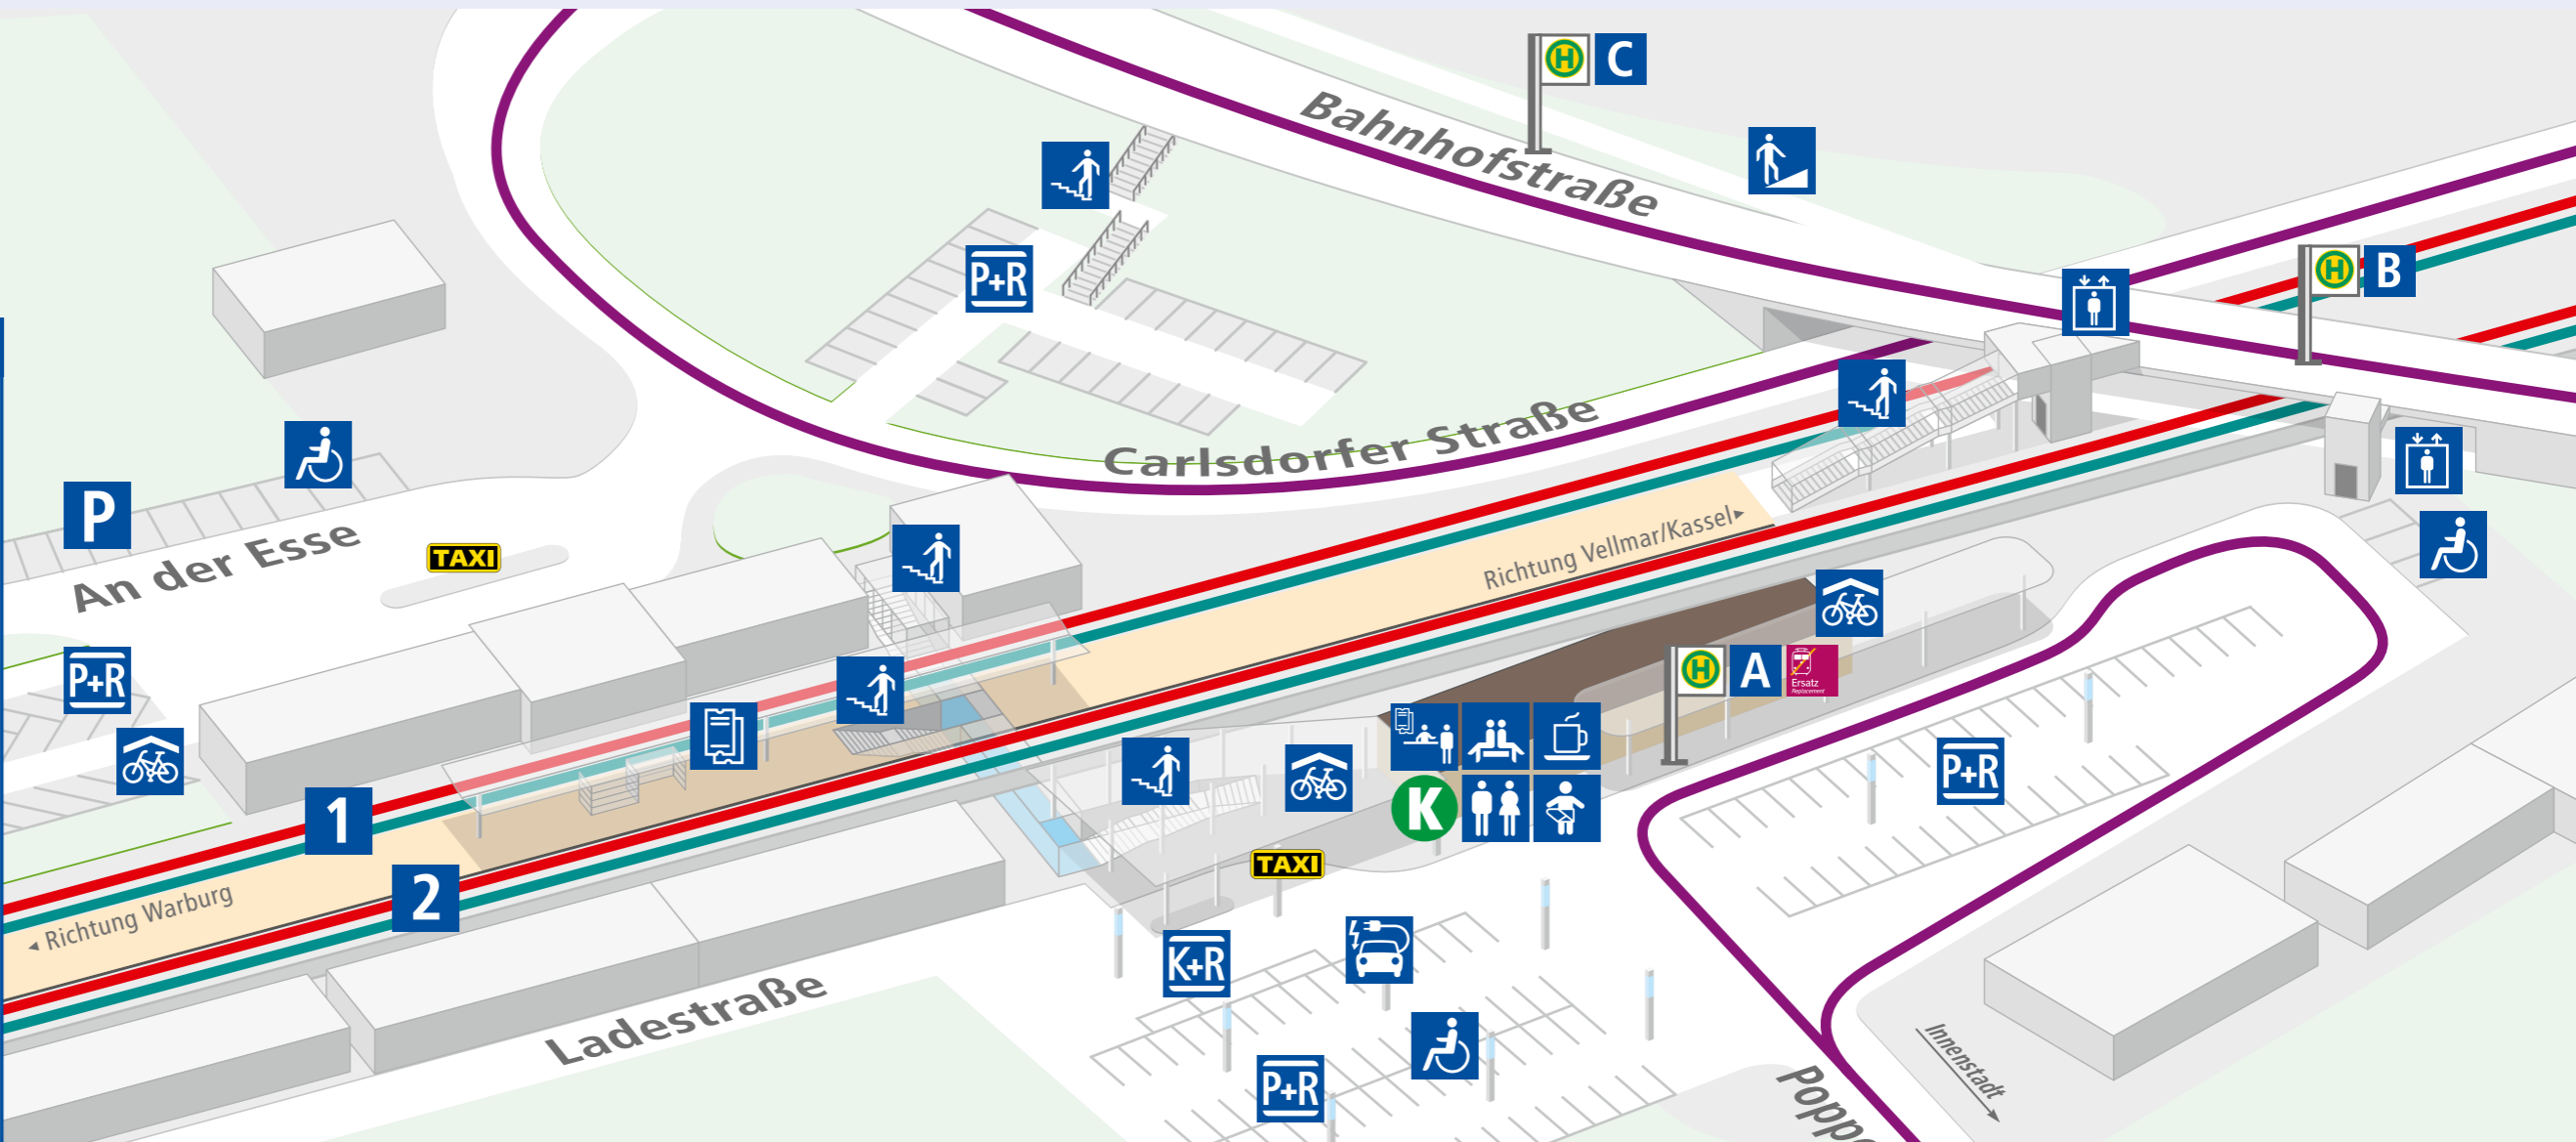 H C
Bahnhofstraße
P+R
H B
Carlsdorfer Straße
P
An der Esse
TAXI
Richtung Vellmar/Kassel
P+R
H A
Ersatz
Replacement
1
K
P+R
2
TAXI
Richtung Warburg
K+R
Ladestraße
P+R
Innenstadt
Poppe